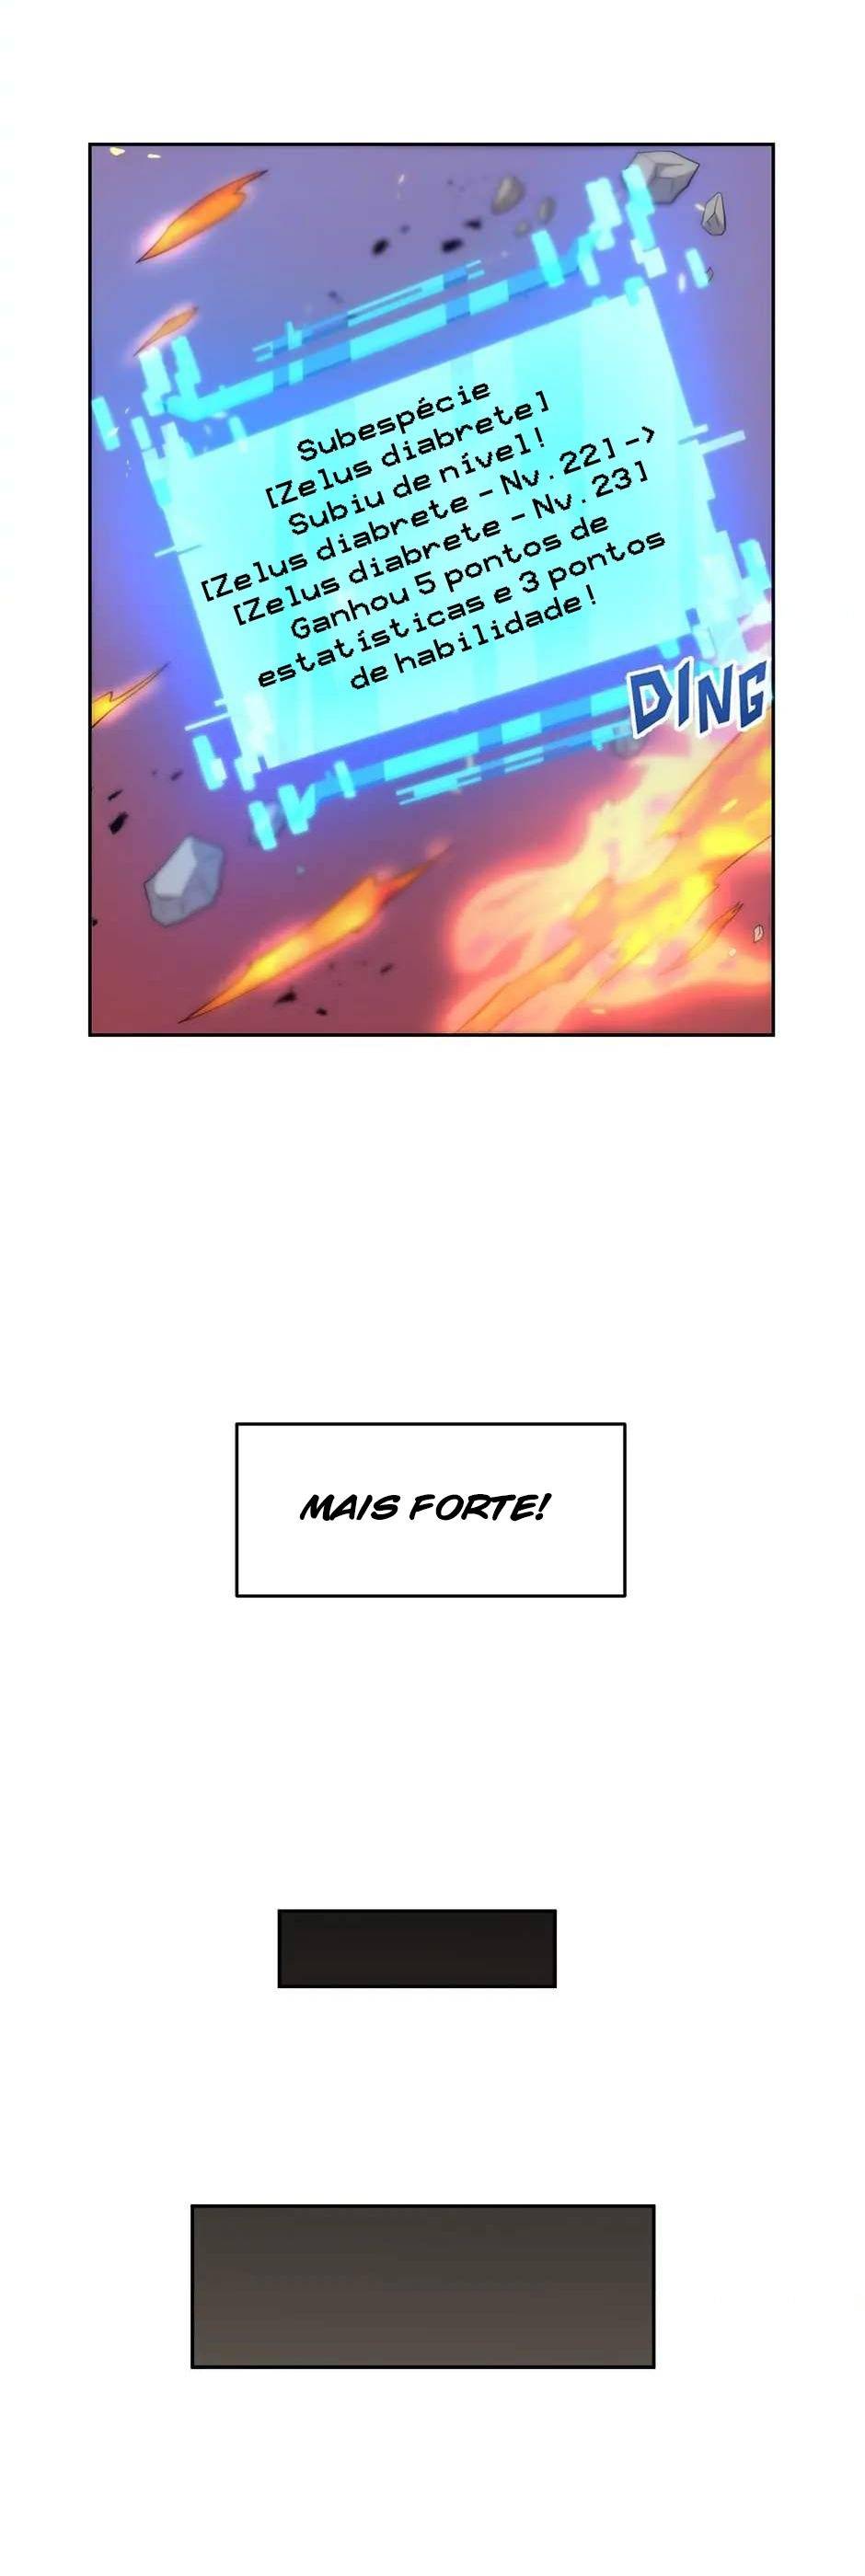 Subespécie
[Zelus diabrete]
Subiu de nível!
[Zelus diabrete - Nv. 22] ->
[Zelus diabrete - Nv. 23]
Ganhou 5 pontos de
estatísticas e 3 pontos
de habilidade!
DING
MAIS FORTE!